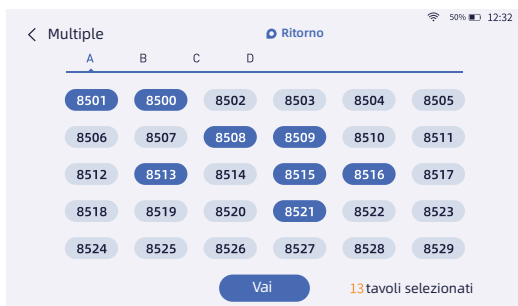 50% 12:32
Multiple Ritorno
A B C D
8501 8500 8502 8503 8504 8505
8506 8507 8508 8509 8510 8511
8512 8513 8514 8515 8516 8517
8518 8519 8520 8521 8522 8523
8524 8525 8526 8527 8528 8529
Vai 13 tavoli selezionati